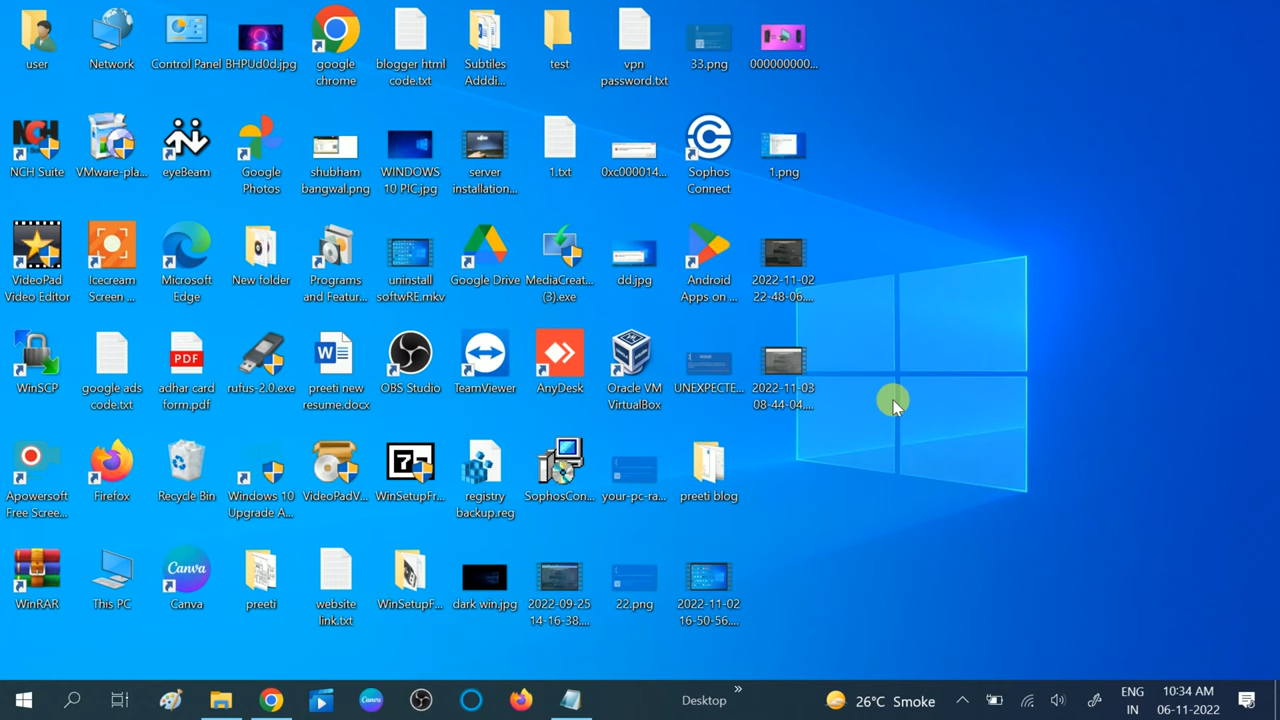 user
Network
Control Panel
BHPUd0d.jpg
google
chrome
blogger html
code.txt
Subtiles
Adddi...
test
vpn
password.txt
33.png
000000000...
NCH
NCH Suite
VMware-pla...
eyeBeam
Google
Photos
shubham
bangwal.png
WINDOWS
10 PIC.jpg
server
installation...
1.txt
0xc000014...
Sophos
Connect
1.png
VideoPad
Video Editor
Icecream
Screen ...
Microsoft
Edge
New folder
Programs
and Featur...
uninstall
softwRE.mkv
Google Drive
MediaCreat...
(3).exe
dd.jpg
Android
Apps on ...
2022-11-02
22-48-06....
WinSCP
google ads
code.txt
PDF
adhar card
form.pdf
rufus-2.0.exe
W
preeti new
resume.docx
OBS Studio
TeamViewer
AnyDesk
Oracle VM
VirtualBox
UNEXPECTE...
2022-11-03
08-44-04....
Apowersoft
Free Scree...
Firefox
Recycle Bin
Windows 10
Upgrade A...
VideoPadV...
WinSetupFr...
registry
backup.reg
SophosCon...
your-pc-ra...
preeti blog
WinRAR
This PC
Canva
Canva
preeti
website
link.txt
WinSetupF...
dark win.jpg
2022-09-25
14-16-38....
22.png
2022-11-02
16-50-56....
Canva
Desktop
»
26°C Smoke
ENG
IN
10:34 AM
06-11-2022